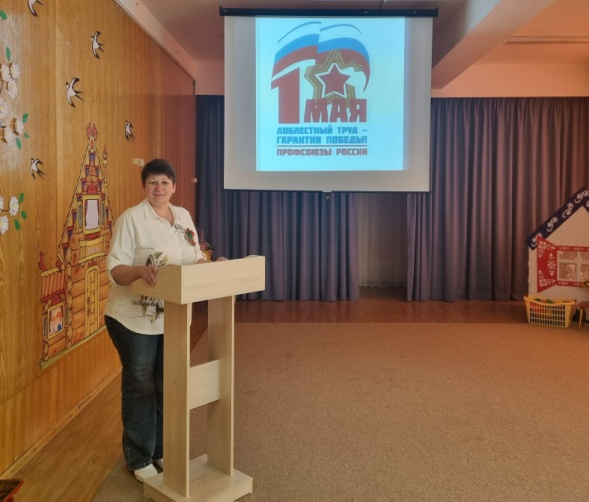 1 МАЯ
ДОБЛЕСТНЫЙ ТРУД –
ГАРАНТИЯ ПОБЕДЫ!
ПРОФСОЮЗЫ РОССИИ